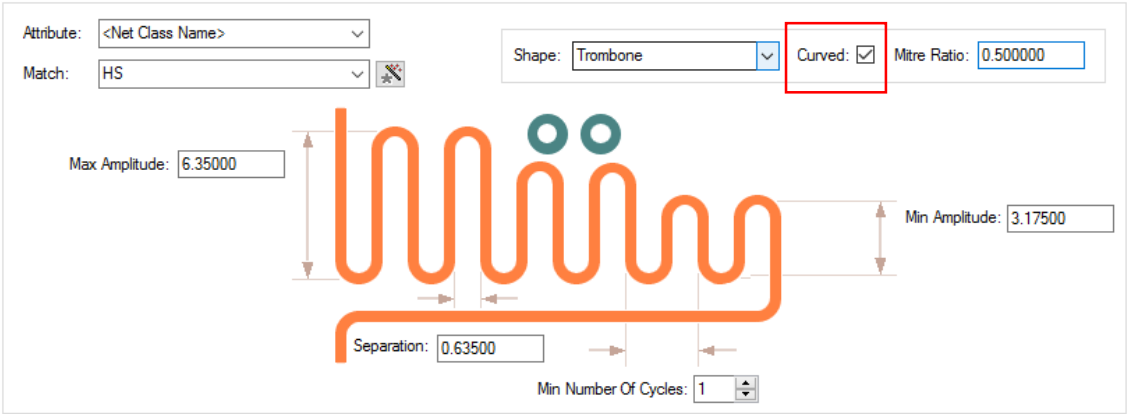 Attribute: <Net Class Name>
Match: HS
Shape: Trombone Curved: Mitre Ratio: 0.500000
Max Amplitude: 6.35000
Min Amplitude: 3.17500
Separation: 0.63500
Min Number Of Cycles: 1